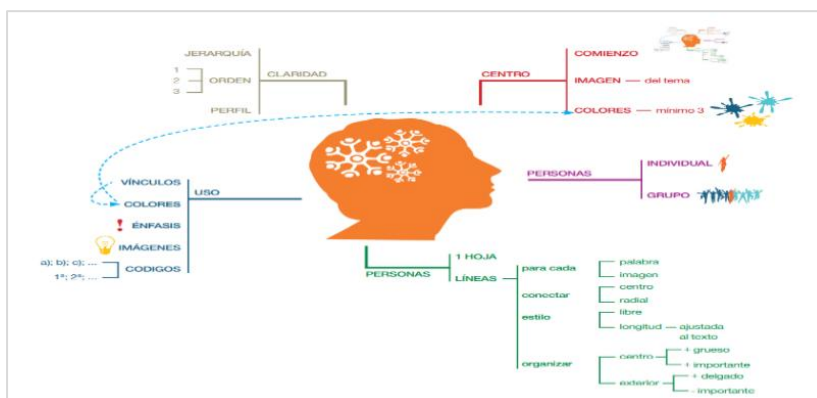 JERARQUÍA
1
2
3
ORDEN
CLARIDAD
PERFIL
COMIENZO
CENTRO
IMAGEN
del tema
COLORES
mínimo 3
PERSONAS
INDIVIDUAL
GRUPO
VÍNCULOS
USO
COLORES
ÉNFASIS
IMÁGENES
a); b); c); ...
1º; 2º; ...
CODIGOS
PERSONAS
1 HOJA
LÍNEAS
para cada
palabra
imagen
conectar
centro
radial
estilo
libre
longitud
ajustada
al texto
organizar
centro
+ grueso
+ importante
exterior
+ delgado
- importante